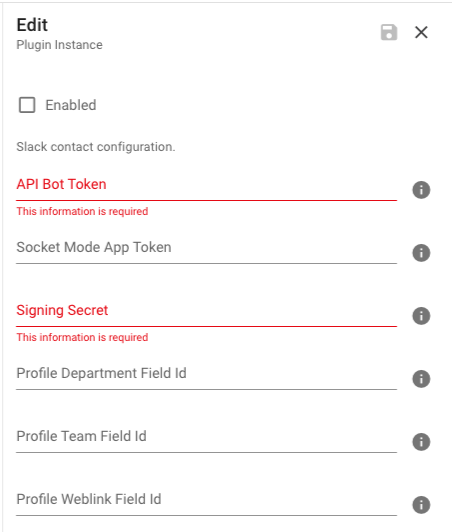 Edit
Plugin Instance
Enabled
Slack contact configuration.
API Bot Token
This information is required
Socket Mode App Token
Signing Secret
This information is required
Profile Department Field Id
Profile Team Field Id
Profile Weblink Field Id